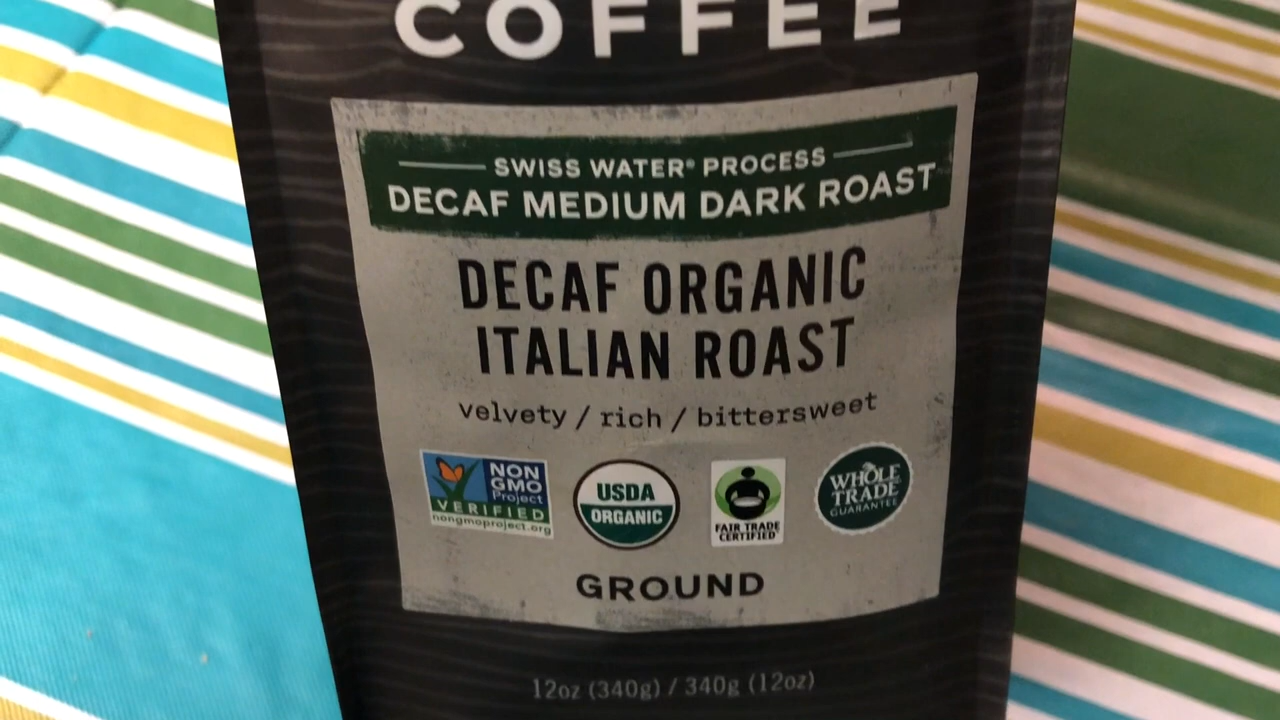 COFFEE
SWISS WATER® PROCESS
DECAF MEDIUM DARK ROAST
DECAF ORGANIC
ITALIAN ROAST
velvety / rich / bittersweet
NON
GMO
Project
VERIFIED
nongmoproject.org
USDA
ORGANIC
FAIR TRADE
CERTIFIED
WHOLE
TRADE
GUARANTEE
GROUND
12oz (340g) / 340g (12oz)